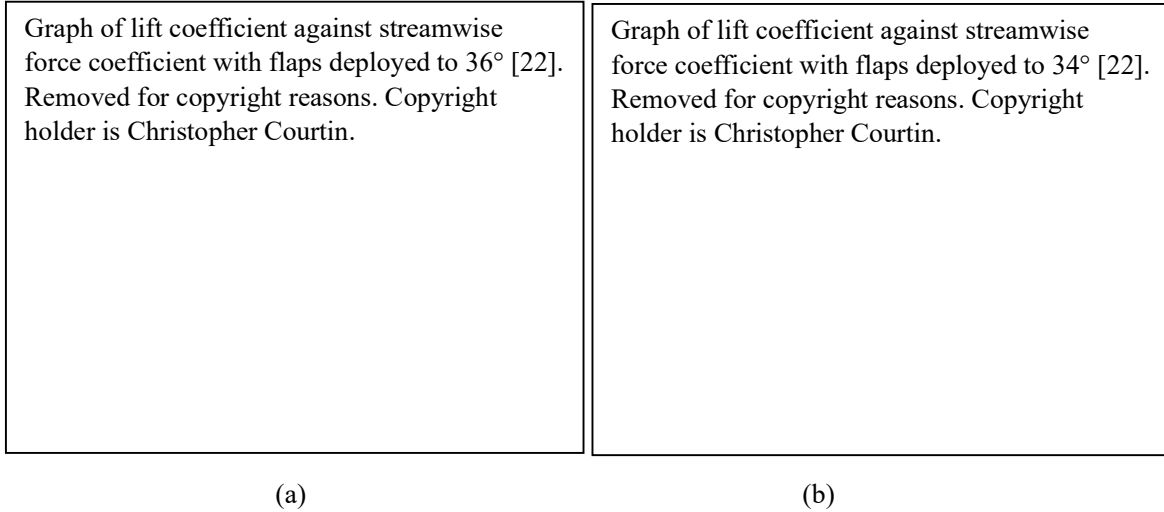 Graph of lift coefficient against streamwise
force coefficient with flaps deployed to 36° [22].
Removed for copyright reasons. Copyright
holder is Christopher Courtin.
Graph of lift coefficient against streamwise
force coefficient with flaps deployed to 34° [22].
Removed for copyright reasons. Copyright
holder is Christopher Courtin.
(a)
(b)